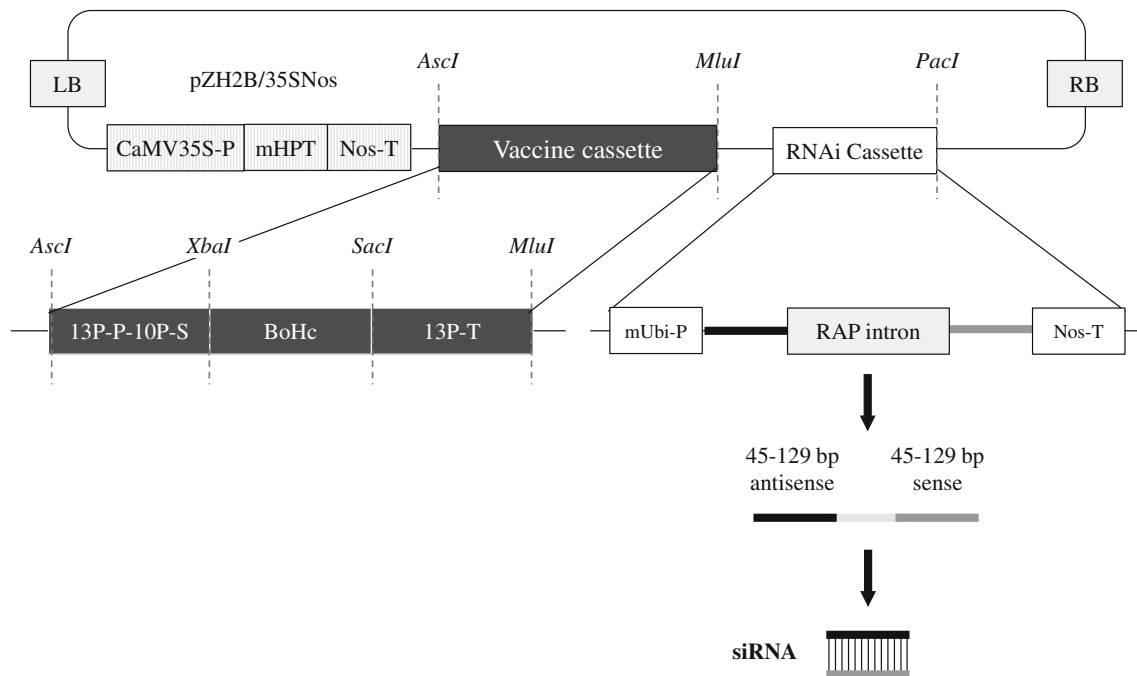 AscI
MluI
PacI
LB
pZH2B/35SNos
RB
CaMV35S-P
mHPT
Nos-T
Vaccine cassette
RNAi Cassette
AscI
XbaI
SacI
MluI
13P-P-10P-S
BoHc
13P-T
mUbi-P
RAP intron
Nos-T
45-129 bp
antisense
45-129 bp
sense
siRNA